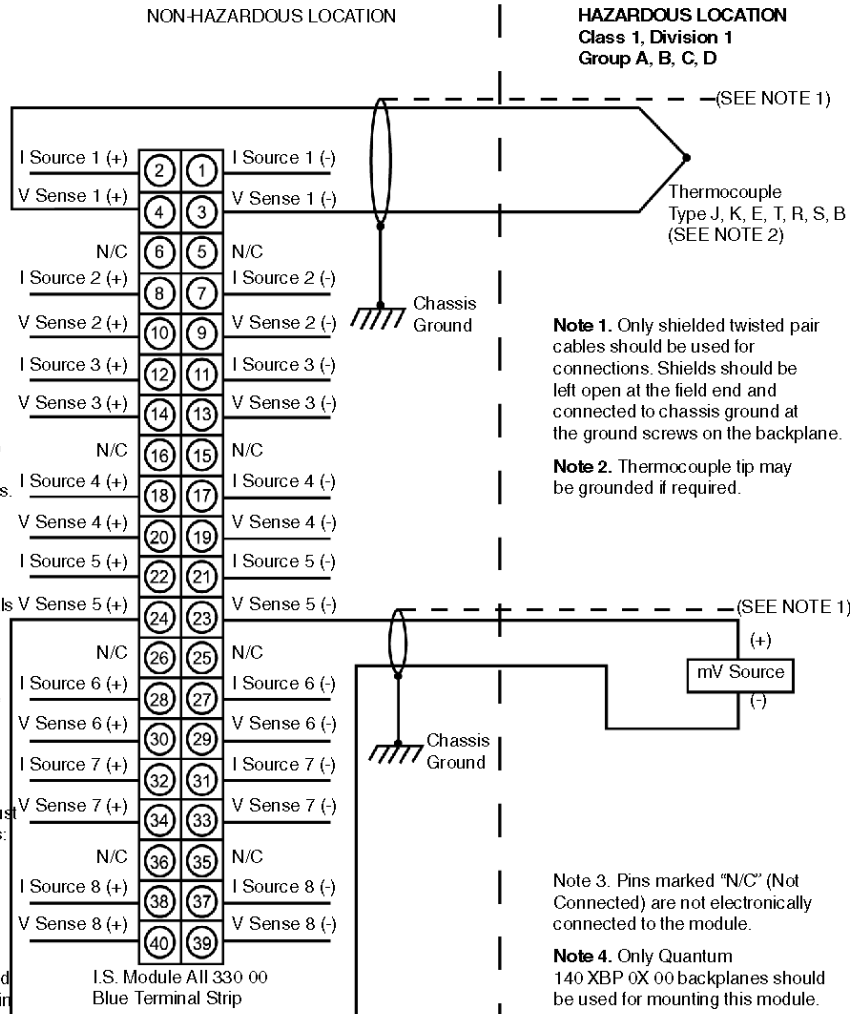 NON-HAZARDOUS LOCATION
HAZARDOUS LOCATION
Class 1, Division 1
Group A, B, C, D
(SEE NOTE 1)
I Source 1 (+) 2 1 I Source 1 (-)
V Sense 1 (+) 4 3 V Sense 1 (-)
Thermocouple
Type J, K, E, T, R, S, B
(SEE NOTE 2)
N/C 6 5 N/C
I Source 2 (+) 8 7 I Source 2 (-)
Chassis
Ground
V Sense 2 (+) 10 9 V Sense 2 (-)
I Source 3 (+) 12 11 I Source 3 (-)
V Sense 3 (+) 14 13 V Sense 3 (-)
Note 1. Only shielded twisted pair
cables should be used for
connections. Shields should be
left open at the field end and
connected to chassis ground at
the ground screws on the backplane.
N/C 16 15 N/C
Note 2. Thermocouple tip may
be grounded if required.
s.
I Source 4 (+) 18 17 I Source 4 (-)
V Sense 4 (+) 20 19 V Sense 4 (-)
I Source 5 (+) 22 21 I Source 5 (-)
ls
V Sense 5 (+) 24 23 V Sense 5 (-)
(SEE NOTE 1)
(+)
mV Source
(-)
N/C 26 25 N/C
I Source 6 (+) 28 27 I Source 6 (-)
V Sense 6 (+) 30 29 V Sense 6 (-)
Chassis
Ground
I Source 7 (+) 32 31 I Source 7 (-)
V Sense 7 (+) 34 33 V Sense 7 (-)
N/C 36 35 N/C
I Source 8 (+) 38 37 I Source 8 (-)
V Sense 8 (+) 40 39 V Sense 8 (-)
Note 3. Pins marked “N/C” (Not
Connected) are not electronically
connected to the module.
Note 4. Only Quantum
140 XBP 0X 00 backplanes should
be used for mounting this module.
I.S. Module AII 330 00
Blue Terminal Strip